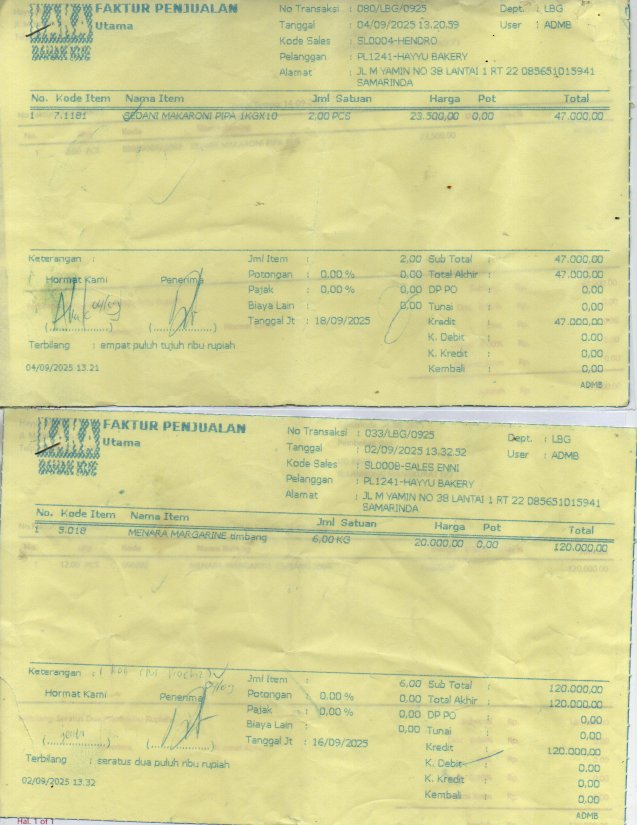 KAKA
BAHAN KUE
FAKTUR PENJUALAN
Utama
No Transaksi : 080/LBG/0925 Dept. : LBG
Tanggal : 04/09/2025 13.20.59 User : ADMB
Kode Sales : SL0004-HENDRO
Pelanggan : PL1241-HAYYU BAKERY
Alamat : JL M YAMIN NO 38 LANTAI 1 RT 22 085651015941
SAMARINDA
No. Kode Item Nama Item Jml Satuan Harga Pot Total
1 7.1181 SEDANI MAKARONI PIPA 1KGX10 2,00 PCS 23.500,00 0,00 47.000,00
Keterangan : Jml Item : 2,00 Sub Total : 47.000,00
Hormat Kami Penerima Potongan : 0,00 % 0,00 Total Akhir : 47.000,00
Pajak : 0,00 % 0,00 DP PO : 0,00
Biaya Lain : 0,00 Tunai : 0,00
(..................) (..................) Tanggal Jt : 18/09/2025 Kredit : 47.000,00
K. Debit : 0,00
Terbilang : empat puluh tujuh ribu rupiah K. Kredit : 0,00
Kembali : 0,00
04/09/2025 13.21
ADMB
KAKA
BAHAN KUE
FAKTUR PENJUALAN
Utama
No Transaksi : 033/LBG/0925 Dept. : LBG
Tanggal : 02/09/2025 13.32.52 User : ADMB
Kode Sales : SL0008-SALES ENNI
Pelanggan : PL1241-HAYYU BAKERY
Alamat : JL M YAMIN NO 38 LANTAI 1 RT 22 085651015941
SAMARINDA
No. Kode Item Nama Item Jml Satuan Harga Pot Total
1 5.018 MENARA MARGARINE timbang 6,00 KG 20.000,00 0,00 120.000,00
Keterangan : Jml Item : 6,00 Sub Total : 120.000,00
Hormat Kami Penerima Potongan : 0,00 % 0,00 Total Akhir : 120.000,00
Pajak : 0,00 % 0,00 DP PO : 0,00
Biaya Lain : 0,00 Tunai : 0,00
(..................) (..................) Tanggal Jt : 16/09/2025 Kredit : 120.000,00
Terbilang : seratus dua puluh ribu rupiah K. Debit : 0,00
K. Kredit : 0,00
02/09/2025 13.32 Kembali : 0,00
ADMB
Hal. 1 of 1